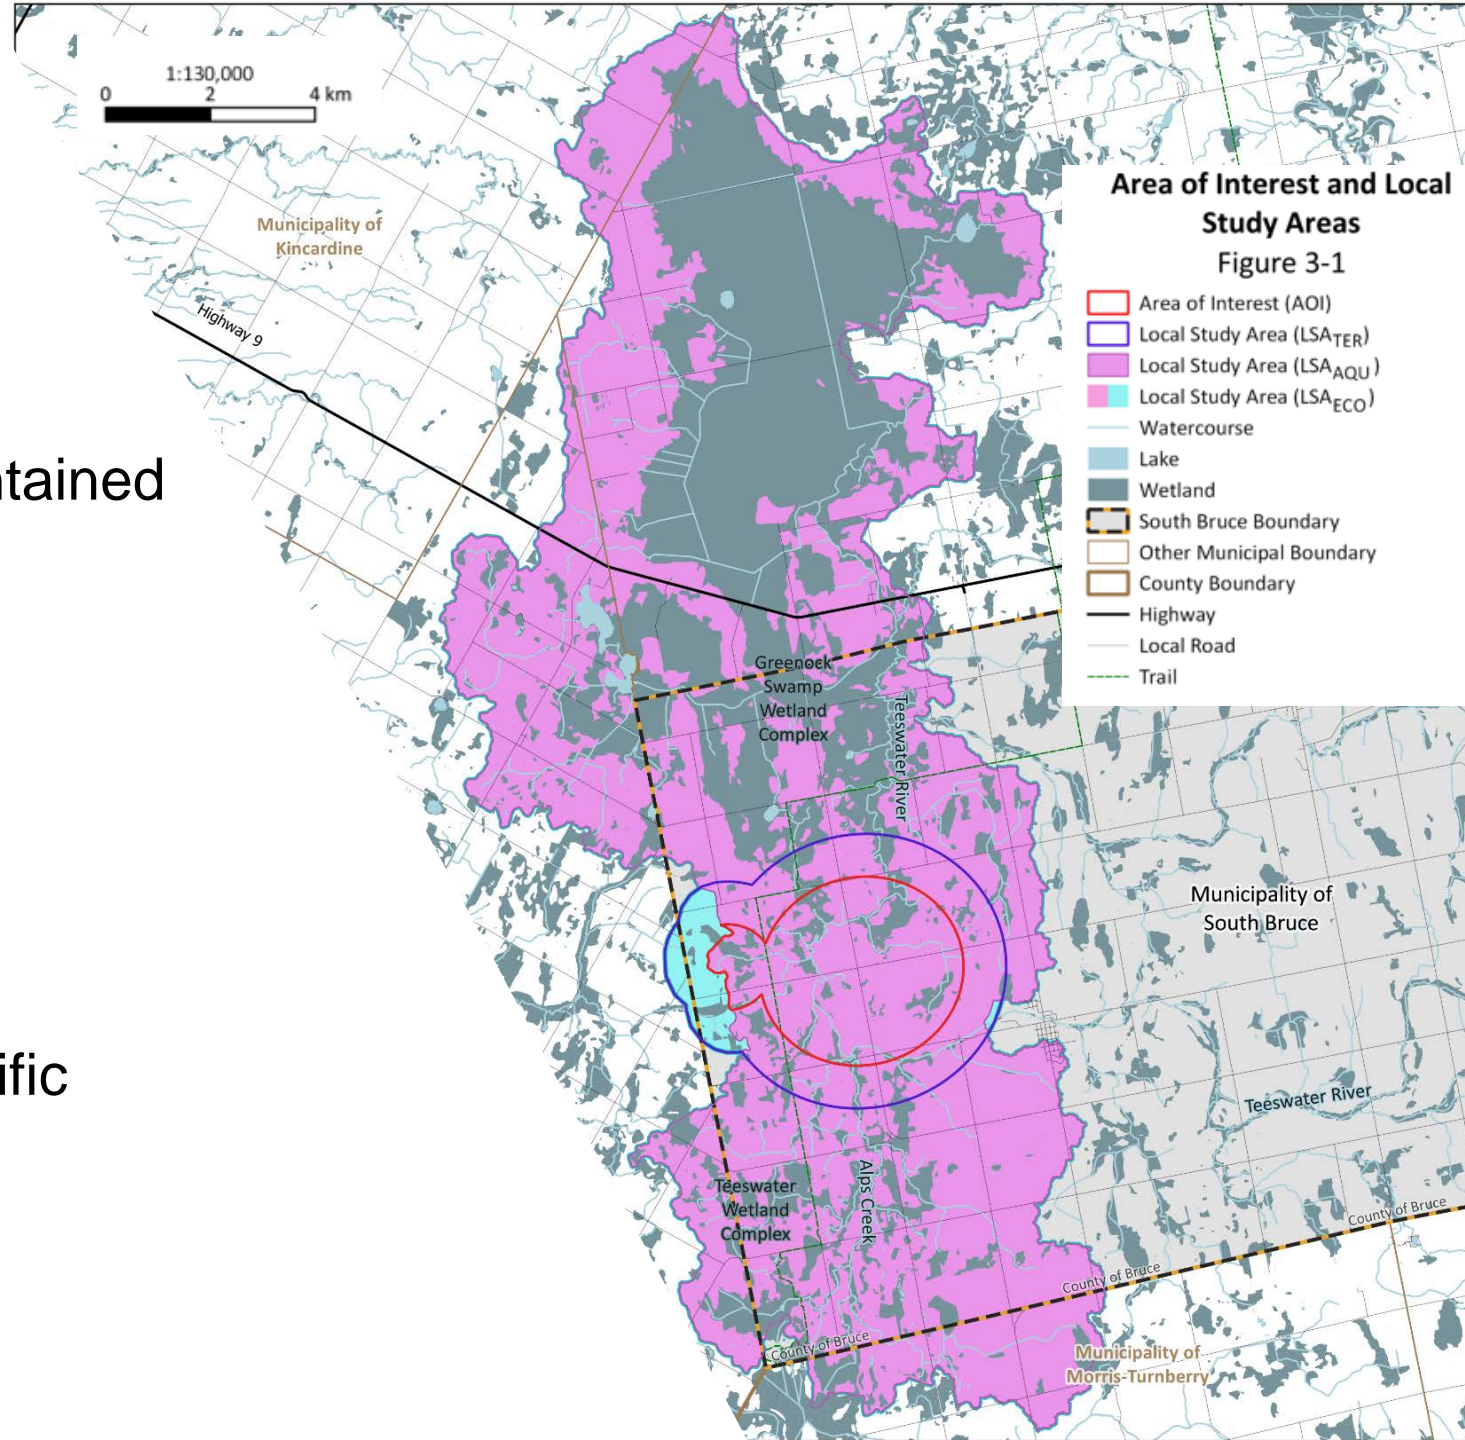 1:130,000
0 2 4 km
Municipality of
Kincardine
Highway 9
ntained
ific
Area of Interest and Local
Study Areas
Figure 3-1
Area of Interest (AOI)
Local Study Area (LSATER)
Local Study Area (LSAAQU)
Local Study Area (LSAECO)
Watercourse
Lake
Wetland
South Bruce Boundary
Other Municipal Boundary
County Boundary
Highway
Local Road
Trail
Greenock
Swamp
Wetland
Complex
Teeswater River
Municipality of
South Bruce
Teeswater River
Teeswater
Wetland
Complex
Alps Creek
County of Bruce
County of Bruce
County of Bruce
Municipality of
Morris-Turnberry